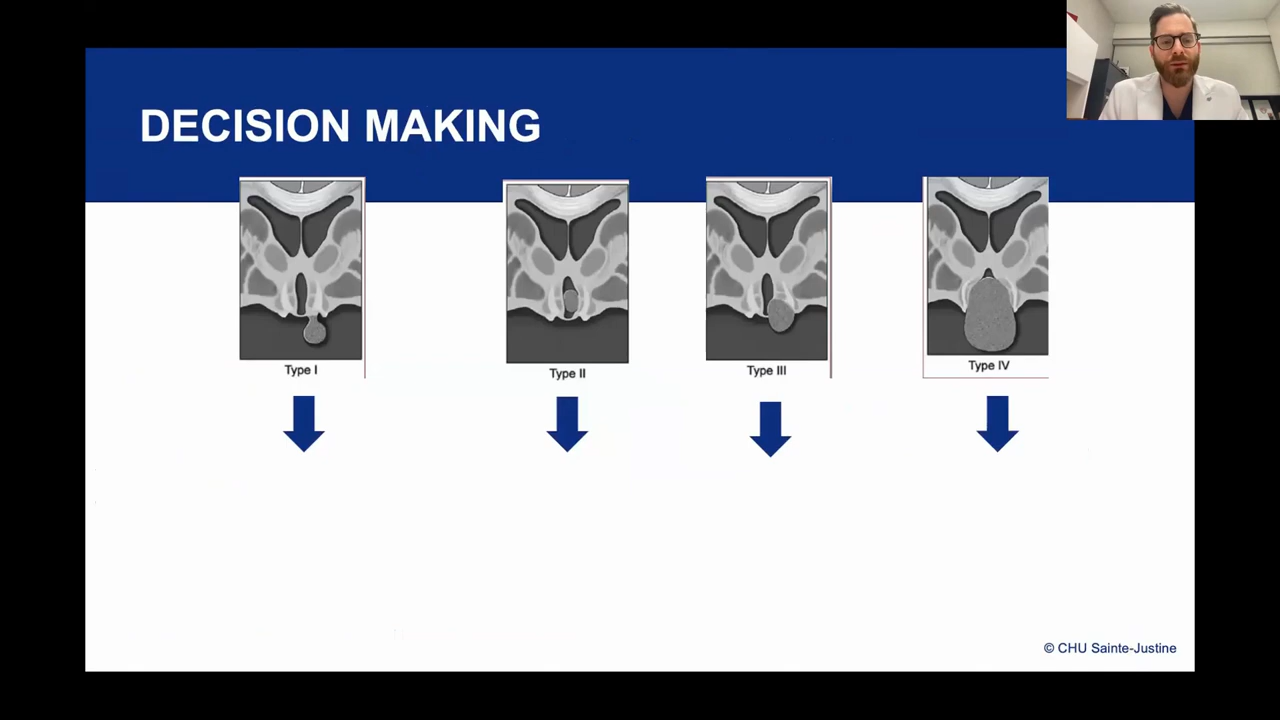 DECISION MAKING
Type I
Type II
Type III
Type IV
© CHU Sainte-Justine